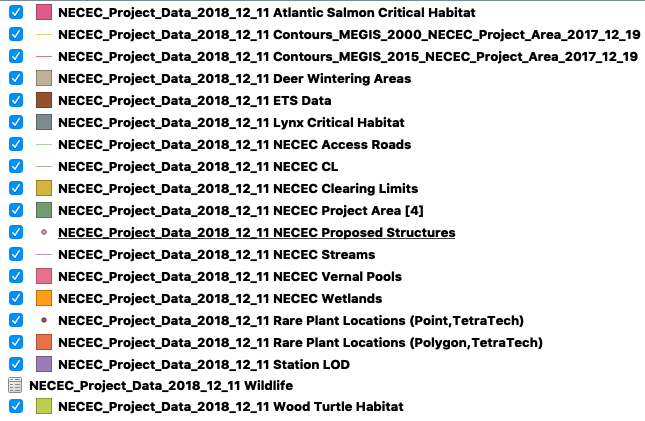 NECEC_Project_Data_2018_12_11 Atlantic Salmon Critical Habitat
NECEC_Project_Data_2018_12_11 Contours_MEGIS_2000_NECEC_Project_Area_2017_12_19
NECEC_Project_Data_2018_12_11 Contours_MEGIS_2015_NECEC_Project_Area_2017_12_19
NECEC_Project_Data_2018_12_11 Deer Wintering Areas
NECEC_Project_Data_2018_12_11 ETS Data
NECEC_Project_Data_2018_12_11 Lynx Critical Habitat
NECEC_Project_Data_2018_12_11 NECEC Access Roads
NECEC_Project_Data_2018_12_11 NECEC CL
NECEC_Project_Data_2018_12_11 NECEC Clearing Limits
NECEC_Project_Data_2018_12_11 NECEC Project Area [4]
NECEC_Project_Data_2018_12_11 NECEC Proposed Structures
NECEC_Project_Data_2018_12_11 NECEC Streams
NECEC_Project_Data_2018_12_11 NECEC Vernal Pools
NECEC_Project_Data_2018_12_11 NECEC Wetlands
NECEC_Project_Data_2018_12_11 Rare Plant Locations (Point,TetraTech)
NECEC_Project_Data_2018_12_11 Rare Plant Locations (Polygon,TetraTech)
NECEC_Project_Data_2018_12_11 Station LOD
NECEC_Project_Data_2018_12_11 Wildlife
NECEC_Project_Data_2018_12_11 Wood Turtle Habitat